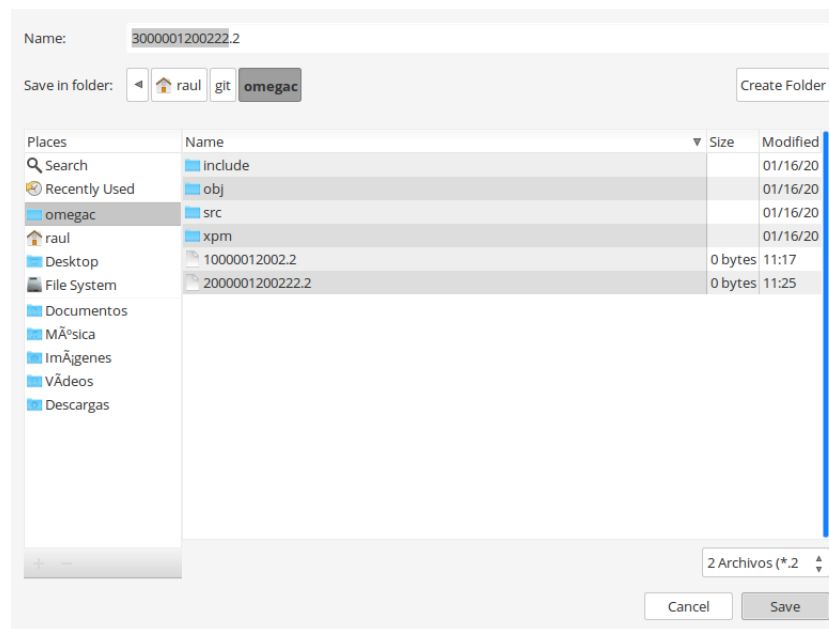 Name: 3000001200222.2
Save in folder: raul git omegac Create Folder
Places Name Size Modified
Search include 01/16/20
Recently Used obj 01/16/20
omegac src 01/16/20
raul xpm 01/16/20
Desktop 10000012002.2 0 bytes 11:17
File System 2000001200222.2 0 bytes 11:25
Documentos
MÃºsica
ImÃ¡genes
VÃ­deos
Descargas
2 Archivos (*.2
Cancel Save